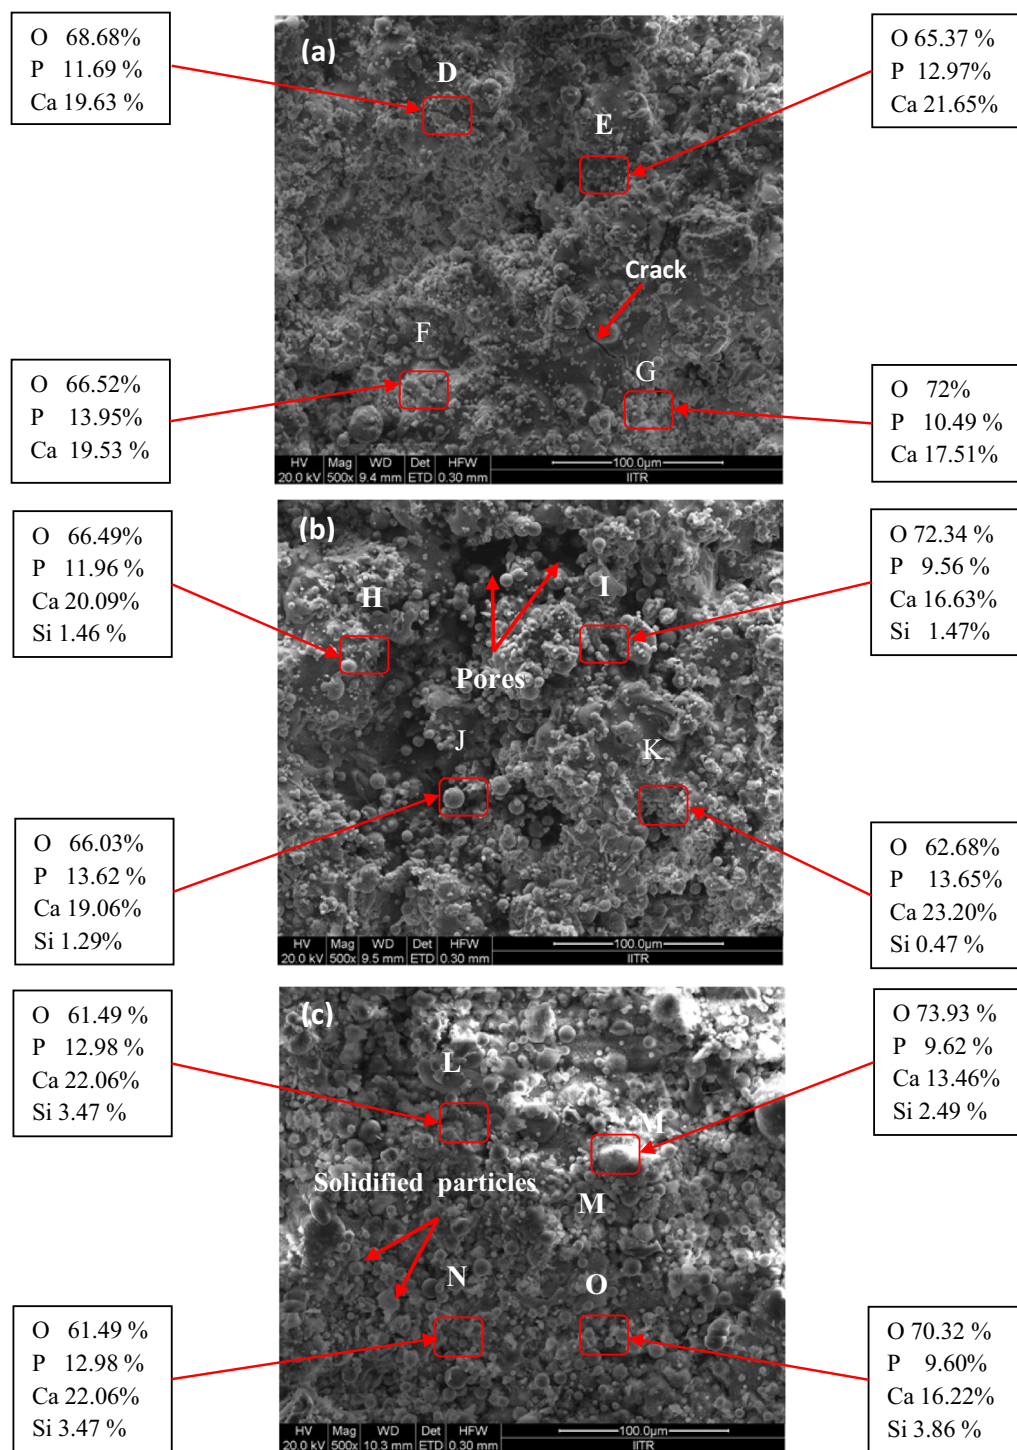 O 68.68%
P 11.69 %
Ca 19.63 %
(a)
D
E
O 65.37 %
P 12.97%
Ca 21.65%
Crack
F
G
O 66.52%
P 13.95%
Ca 19.53 %
O 72%
P 10.49 %
Ca 17.51%
HV Mag WD Det HFW 100.0µm
20.0 kV 500x 9.4 mm ETD 0.30 mm IITR
O 66.49%
P 11.96 %
Ca 20.09%
Si 1.46 %
(b)
H
I
Pores
O 72.34 %
P 9.56 %
Ca 16.63%
Si 1.47%
J
K
O 66.03%
P 13.62 %
Ca 19.06%
Si 1.29%
O 62.68%
P 13.65%
Ca 23.20%
Si 0.47 %
HV Mag WD Det HFW 100.0µm
20.0 kV 500x 9.5 mm ETD 0.30 mm IITR
O 61.49 %
P 12.98 %
Ca 22.06%
Si 3.47 %
(c)
L
M
O 73.93 %
P 9.62 %
Ca 13.46%
Si 2.49 %
Solidified particles
M
N
O
O 61.49 %
P 12.98 %
Ca 22.06%
Si 3.47 %
O 70.32 %
P 9.60%
Ca 16.22%
Si 3.86 %
HV Mag WD Det HFW 100.0µm
20.0 kV 500x 10.3 mm ETD 0.30 mm IITR